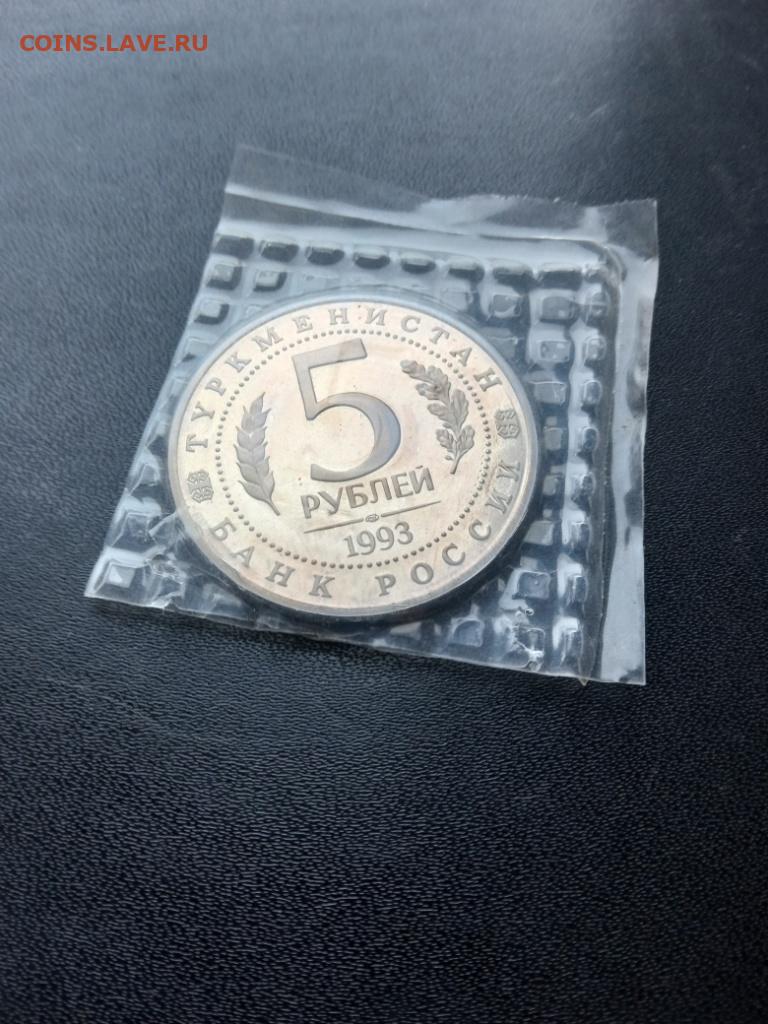 COINS.LAVE.RU
ТУРКМЕНИСТАН
5
РУБЛЕЙ
1993
БАНК РОССИИ